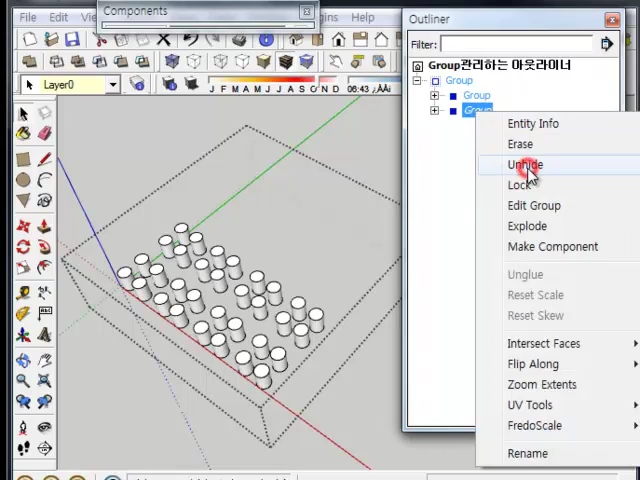 Components
File
Edit
Help
Outliner
Filter:
Layer0
J F M A M J J A S O N D
06:43
Group관리하는 아웃라이너
Group
Group
Group
Entity Info
Erase
Unhide
Lock
Edit Group
Explode
Make Component
Unglue
Reset Scale
Reset Skew
Intersect Faces
Flip Along
Zoom Extents
UV Tools
FredoScale
Rename